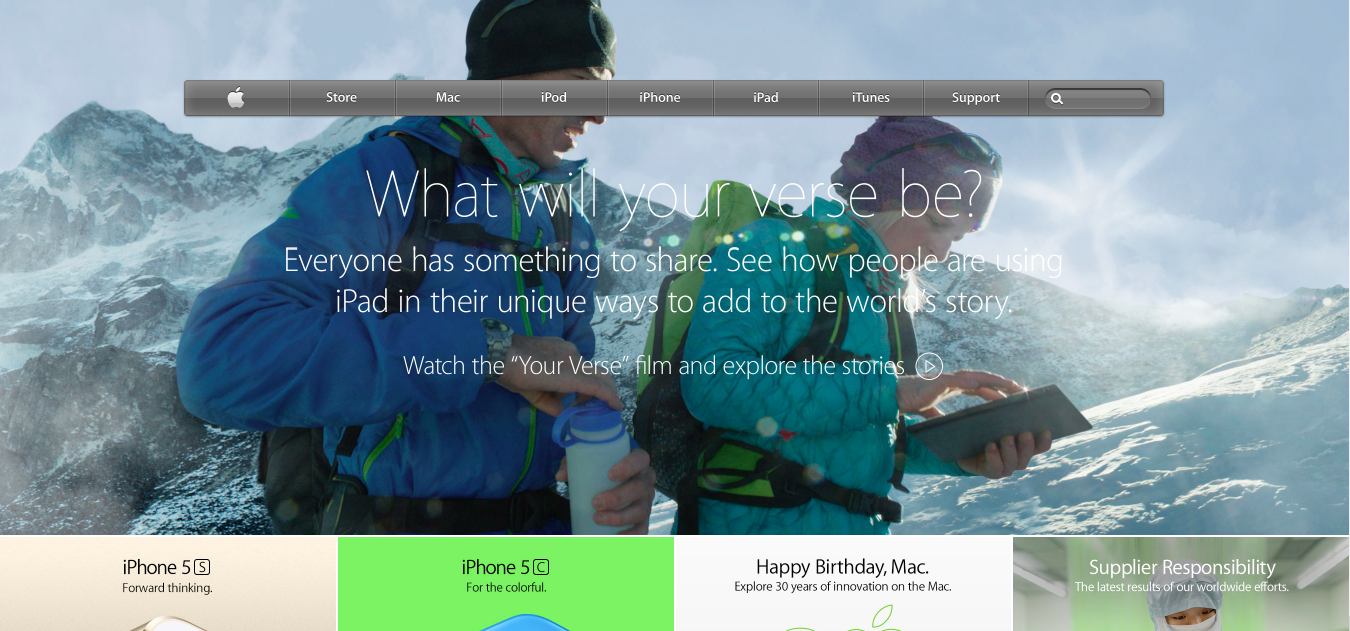 Store Mac iPod iPhone iPad iTunes Support
What will your verse be?
Everyone has something to share. See how people are using
iPad in their unique ways to add to the world's story.
Watch the “Your Verse” film and explore the stories
iPhone 5S
Forward thinking.
iPhone 5C
For the colorful.
Happy Birthday, Mac.
Explore 30 years of innovation on the Mac.
Supplier Responsibility
The latest results of our worldwide efforts.